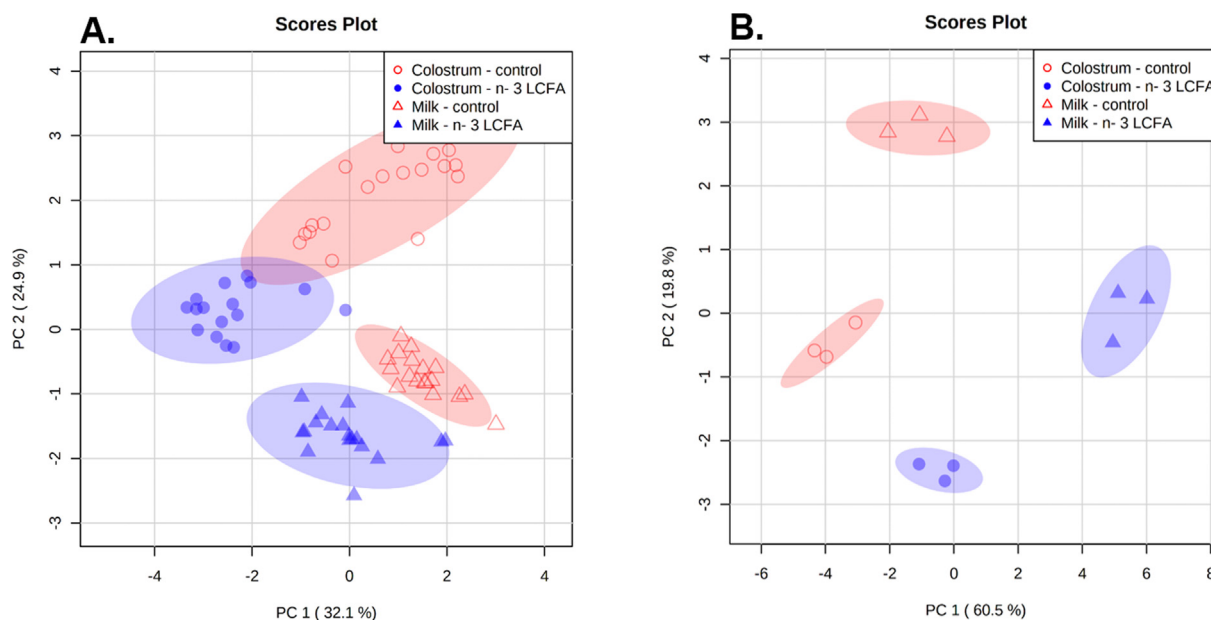 A.
Scores Plot
Colostrum - control
Colostrum - n- 3 LCFA
Milk - control
Milk - n- 3 LCFA
4
3
2
1
0
-1
-2
-3
PC 2 ( 24.9 %)
-4 -2 0 2 4
PC 1 ( 32.1 %)
B.
Scores Plot
Colostrum - control
Colostrum - n- 3 LCFA
Milk - control
Milk - n- 3 LCFA
4
3
2
1
0
-1
-2
-3
PC 2 ( 19.8 %)
-6 -4 -2 0 2 4 6 8
PC 1 ( 60.5 %)